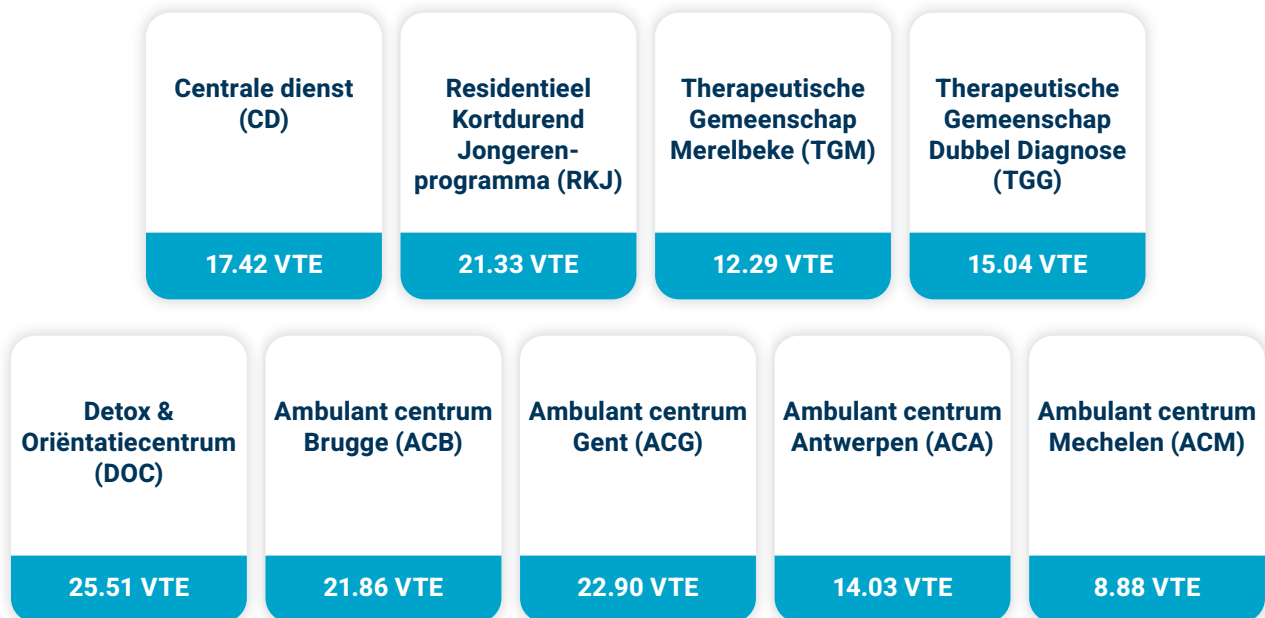 Centrale dienst
(CD)
17.42 VTE
Residentieel
Kortdurend
Jongeren-
programma (RKJ)
21.33 VTE
Therapeutische
Gemeenschap
Merelbeke (TGM)
12.29 VTE
Therapeutische
Gemeenschap
Dubbel Diagnose
(TGG)
15.04 VTE
Detox &
Oriëntatiecentrum
(DOC)
25.51 VTE
Ambulant centrum
Brugge (ACB)
21.86 VTE
Ambulant centrum
Gent (ACG)
22.90 VTE
Ambulant centrum
Antwerpen (ACA)
14.03 VTE
Ambulant centrum
Mechelen (ACM)
8.88 VTE